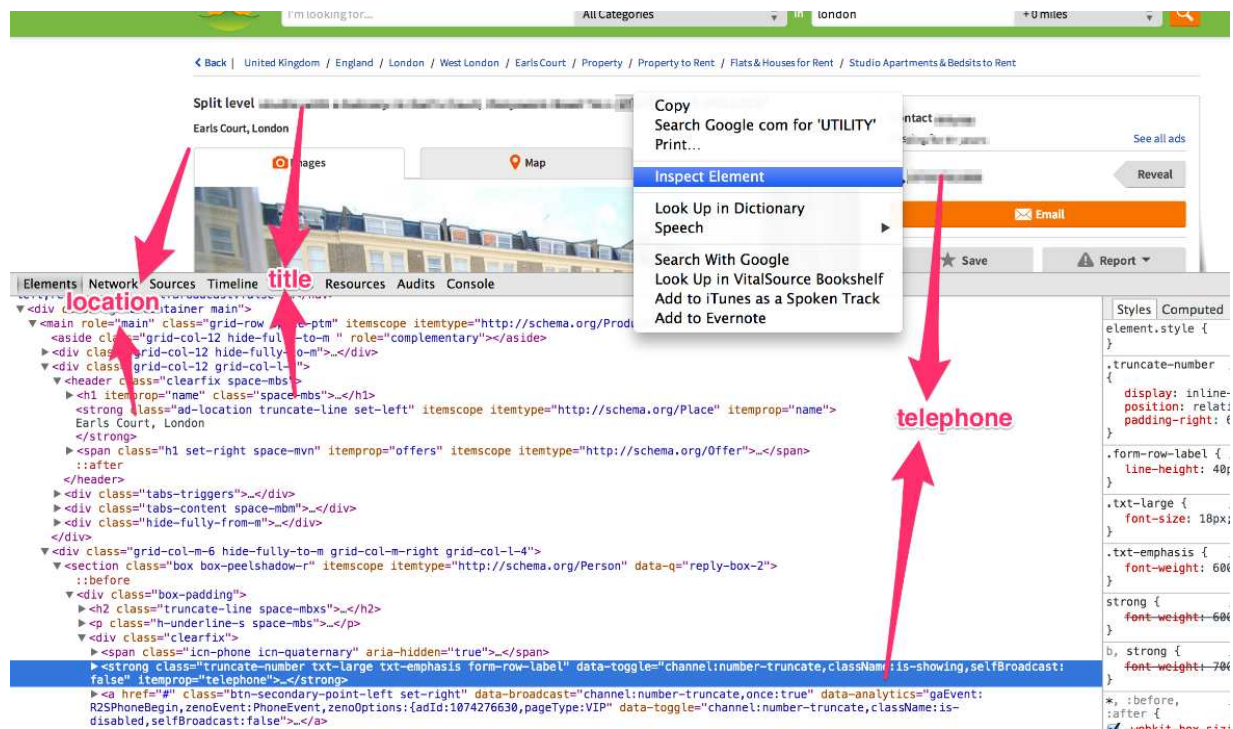 I'm looking for...
All Categories
in
london
+ 0 miles
Back | United Kingdom / England / London / West London / Earls Court / Property / Property to Rent / Flats & Houses for Rent / Studio Apartments & Bedsits to Rent
Split level
Earls Court, London
Images
Map
Copy
Search Google com for 'UTILITY'
Print...
Inspect Element
Look Up in Dictionary
Speech
Search With Google
Look Up in VitalSource Bookshelf
Add to iTunes as a Spoken Track
Add to Evernote
ontact
See all ads
Reveal
Email
Save
Report
Elements Network Sources Timeline title Resources Audits Console
location
telephone
<main role="main" class="grid-row space-ptm" itemscope itemtype="http://schema.org/Produ
<aside class="grid-col-12 hide-fully-to-m " role="complementary"></aside>
<div class="grid-col-12 hide-fully-to-m">…</div>
<div class="grid-col-12 grid-col-l-8">
<header class="clearfix space-mbs">
<h1 itemprop="name" class="space-mbs">…</h1>
<strong class="ad-location truncate-line set-left" itemscope itemtype="http://schema.org/Place" itemprop="name">
Earls Court, London
</strong>
<span class="h1 set-right space-mvn" itemprop="offers" itemscope itemtype="http://schema.org/Offer">…</span>
::after
</header>
<div class="tabs-triggers">…</div>
<div class="tabs-content space-mbm">…</div>
<div class="hide-fully-from-m">…</div>
</div>
<div class="grid-col-m-6 hide-fully-to-m grid-col-m-right grid-col-l-4">
<section class="box box-peelshadow-r" itemscope itemtype="http://schema.org/Person" data-q="reply-box-2">
::before
<div class="box-padding">
<h2 class="truncate-line space-mbxs">…</h2>
<p class="h-underline-s space-mbs">…</p>
<div class="clearfix">
<span class="icn-phone icn-quaternary" aria-hidden="true">…</span>
<strong class="truncate-number txt-large txt-emphasis form-row-label" data-toggle="channel:number-truncate,className:is-showing,selfBroadcast:
false" itemprop="telephone">…</strong>
<a href="#" class="btn-secondary-point-left set-right" data-broadcast="channel:number-truncate,once:true" data-analytics="gaEvent:
R2SPhoneBegin,zenoEvent:PhoneEvent,zenoOptions:{adId:1074276630,pageType:VIP" data-toggle="channel:number-truncate,className:is-
disabled,selfBroadcast:false">…</a>
Styles Computed
element.style {
}
.truncate-number
{
display: inline-
position: relati
padding-right: 6
}
.form-row-label {
line-height: 40p
}
.txt-large {
font-size: 18px;
}
.txt-emphasis {
font-weight: 600
}
strong {
font-weight: 600
}
b, strong {
font-weight: 700
}
*, :before,
:after {